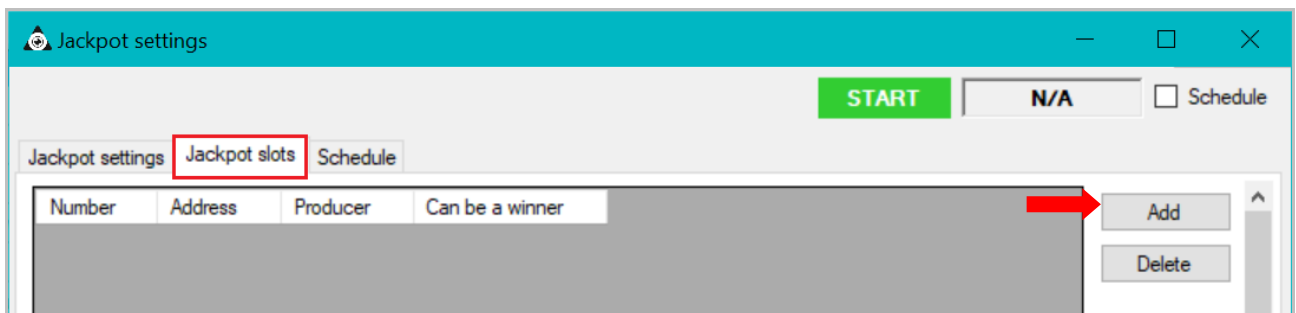 Jackpot settings
START N/A Schedule
Jackpot settings Jackpot slots Schedule
Number Address Producer Can be a winner
Add
Delete